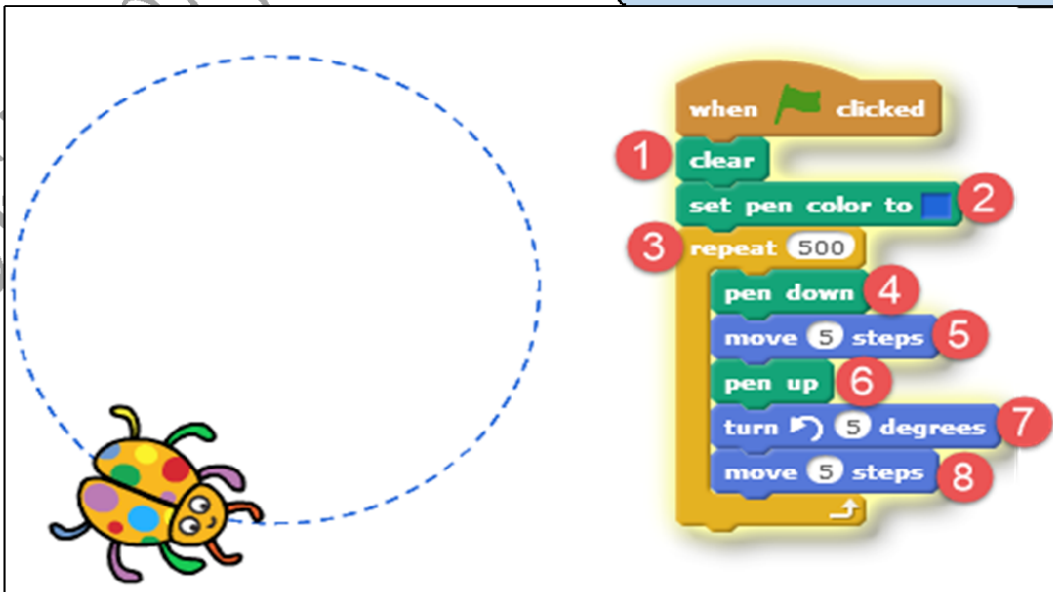 when clicked
1 clear
set pen color to 2
3 repeat 500
pen down 4
move 5 steps 5
pen up 6
turn 5 degrees 7
move 5 steps 8